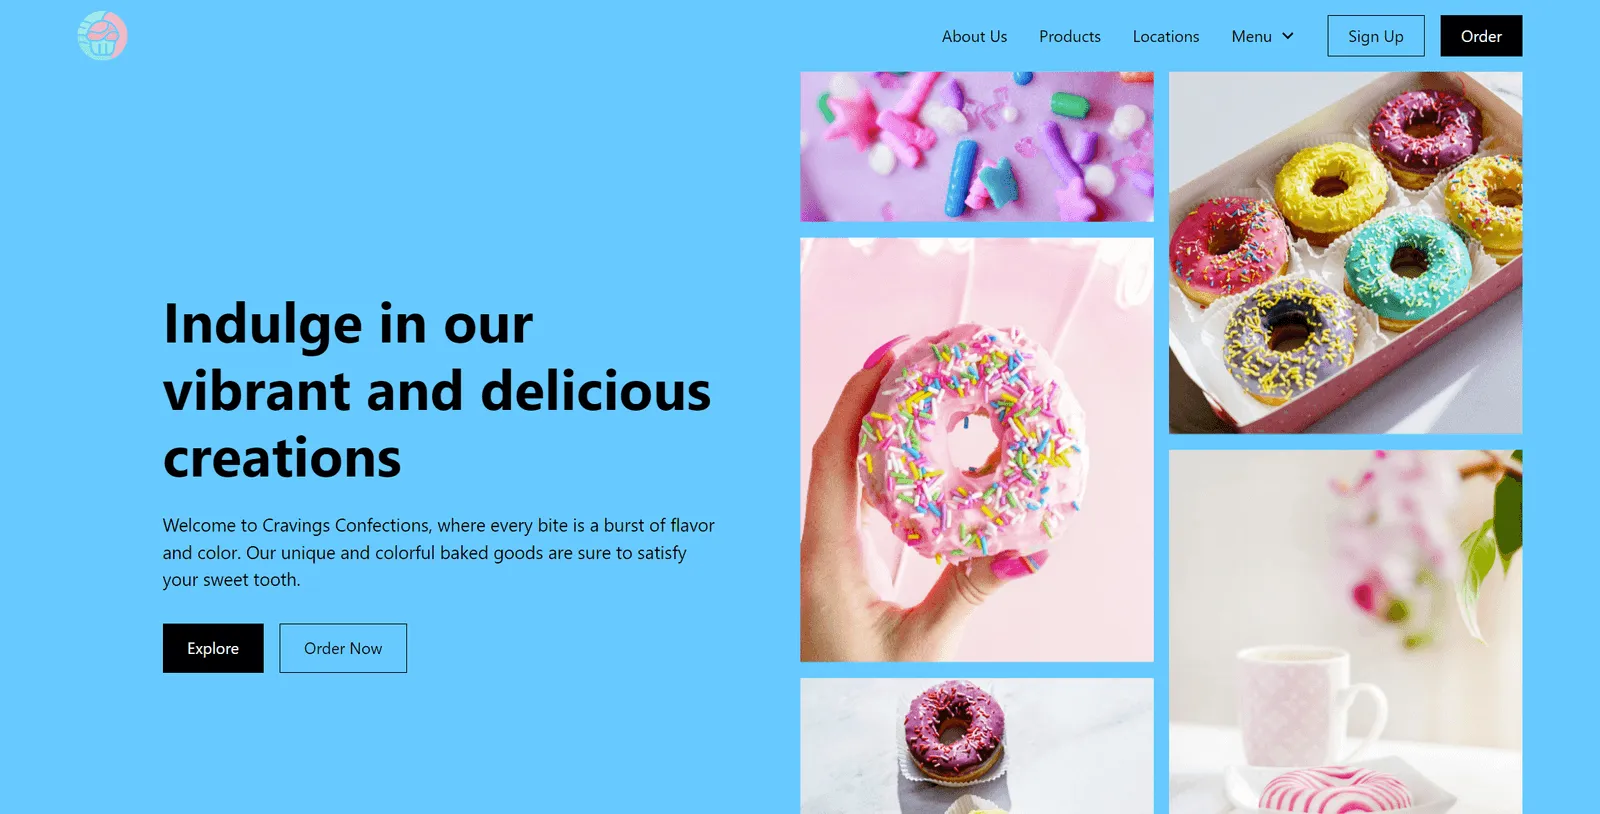 About Us
Products
Locations
Menu
Sign Up
Order
Indulge in our
vibrant and delicious
creations
Welcome to Cravings Confections, where every bite is a burst of flavor
and color. Our unique and colorful baked goods are sure to satisfy
your sweet tooth.
Explore
Order Now